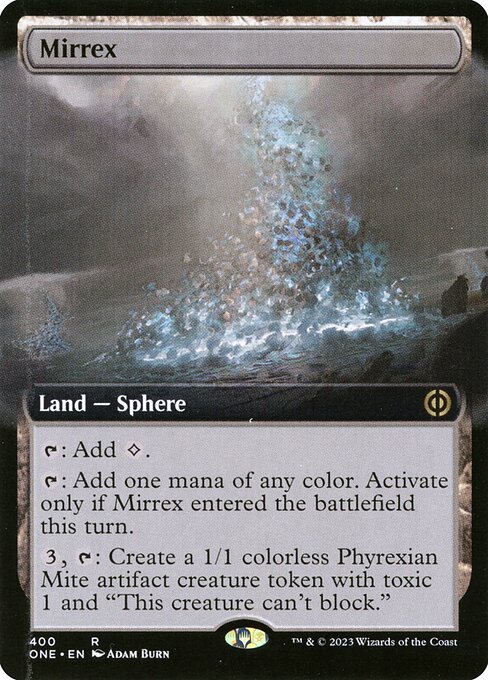 Mirrex
Land — Sphere
: Add .
: Add one mana of any color. Activate
only if Mirrex entered the battlefield
this turn.
3, : Create a 1/1 colorless Phyrexian
Mite artifact creature token with toxic
1 and “This creature can’t block.”
400 R
ONE • EN Adam Burn
™ & © 2023 Wizards of the Coast